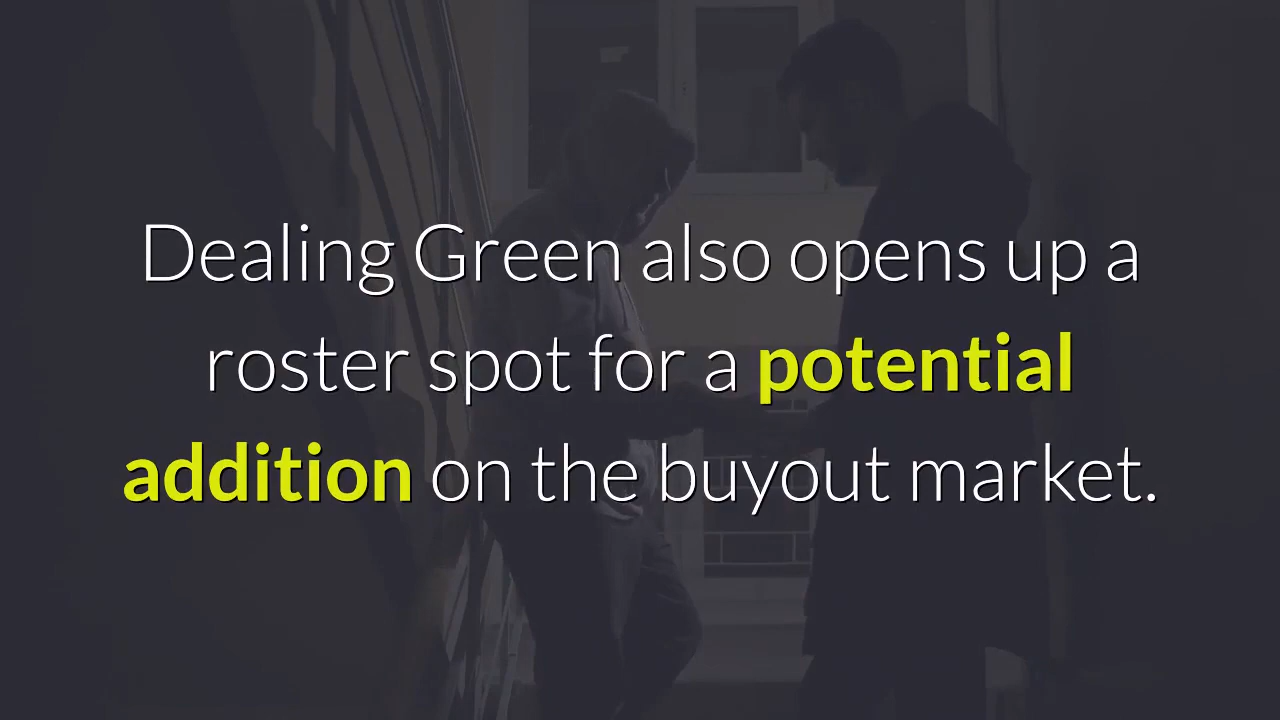 Dealing Green also opens up a
roster spot for a potential
addition on the buyout market.